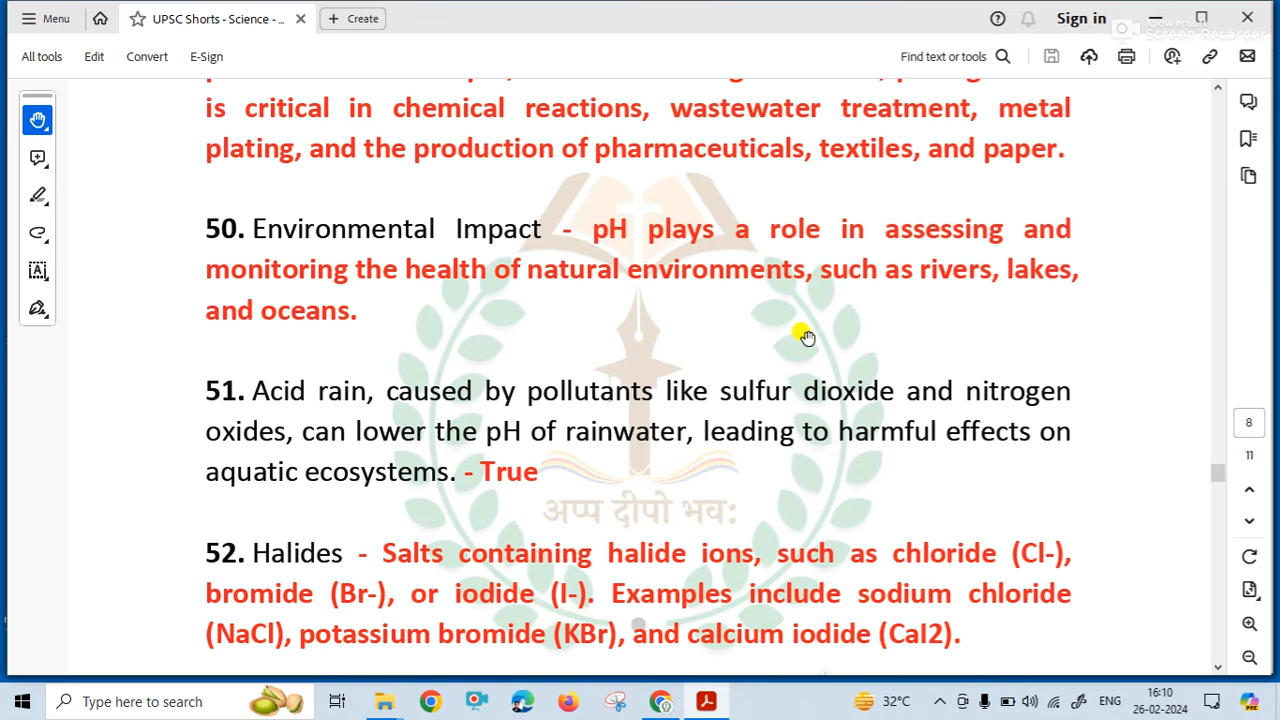 Menu
UPSC Shorts - Science - ...
Create
Sign in
Apowersoft
Screen Recorder
All tools
Edit
Convert
E-Sign
Find text or tools
is critical in chemical reactions, wastewater treatment, metal
plating, and the production of pharmaceuticals, textiles, and paper.
50. Environmental Impact - pH plays a role in assessing and
monitoring the health of natural environments, such as rivers, lakes,
and oceans.
51. Acid rain, caused by pollutants like sulfur dioxide and nitrogen
oxides, can lower the pH of rainwater, leading to harmful effects on
aquatic ecosystems. - True
अप्प दीपो भव:
52. Halides - Salts containing halide ions, such as chloride (Cl-),
bromide (Br-), or iodide (I-). Examples include sodium chloride
(NaCl), potassium bromide (KBr), and calcium iodide (CaI2).
8
11
Type here to search
32°C
ENG
16:10
26-02-2024
PRE